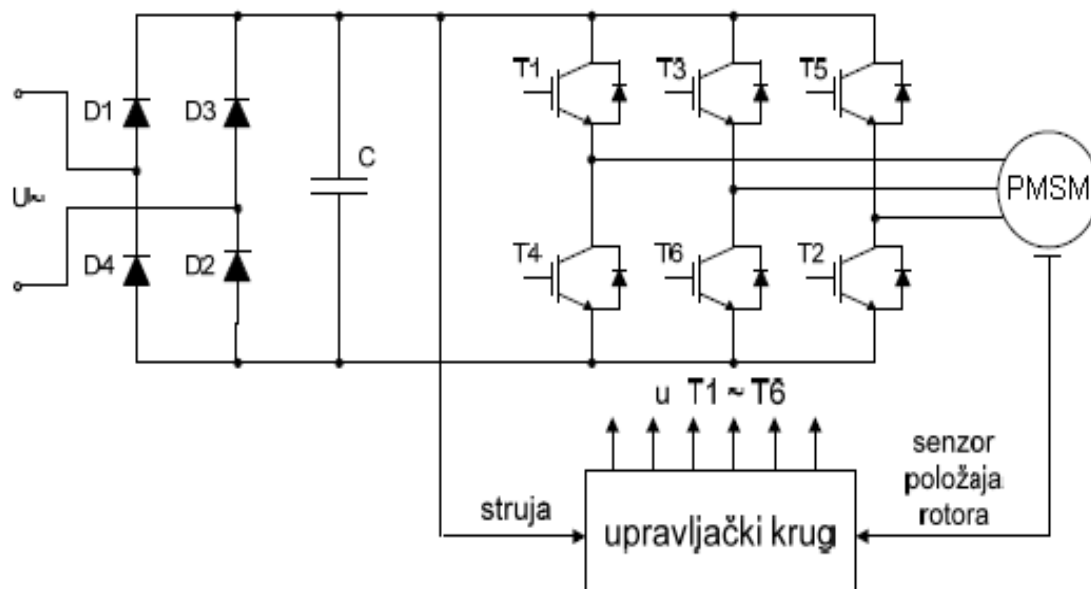 T1
T3
T5
D1
D3
C
PMSM
U~
D4
D2
T4
T6
T2
u T1 ~ T6
senzor
položaja
rotora
struja
upravljački krug